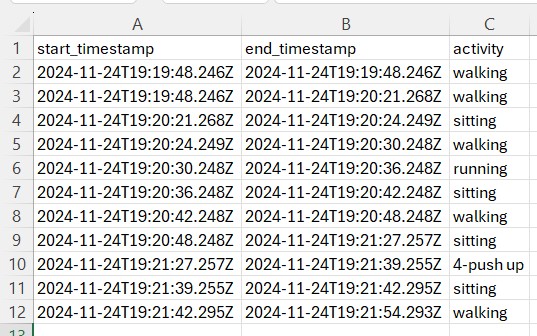 A B C
1 start_timestamp end_timestamp activity
2 2024-11-24T19:19:48.246Z 2024-11-24T19:19:48.246Z walking
3 2024-11-24T19:19:48.246Z 2024-11-24T19:20:21.268Z walking
4 2024-11-24T19:20:21.268Z 2024-11-24T19:20:24.249Z sitting
5 2024-11-24T19:20:24.249Z 2024-11-24T19:20:30.248Z walking
6 2024-11-24T19:20:30.248Z 2024-11-24T19:20:36.248Z running
7 2024-11-24T19:20:36.248Z 2024-11-24T19:20:42.248Z sitting
8 2024-11-24T19:20:42.248Z 2024-11-24T19:20:48.248Z walking
9 2024-11-24T19:20:48.248Z 2024-11-24T19:21:27.257Z sitting
10 2024-11-24T19:21:27.257Z 2024-11-24T19:21:39.255Z 4-push up
11 2024-11-24T19:21:39.255Z 2024-11-24T19:21:42.295Z sitting
12 2024-11-24T19:21:42.295Z 2024-11-24T19:21:54.293Z walking
13